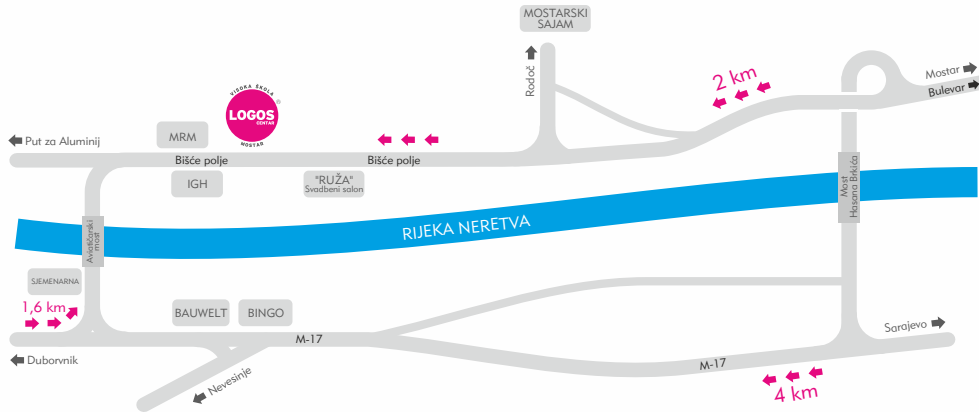 MOSTARSKI
SAJAM
Rodoč
2 km
Mostar
Bulevar
VISOKA ŠKOLA
LOGOS
CENTAR
MOSTAR
Put za Aluminij
MRM
Bišće polje
Bišće polje
IGH
"RUŽA"
Svadbeni salon
Most
Hasana Brkića
RIJEKA NERETVA
Aviatičarski
most
SJEMENARNA
1,6 km
BAUWELT
BINGO
M-17
Sarajevo
Duborvnik
Nevesinje
M-17
4 km